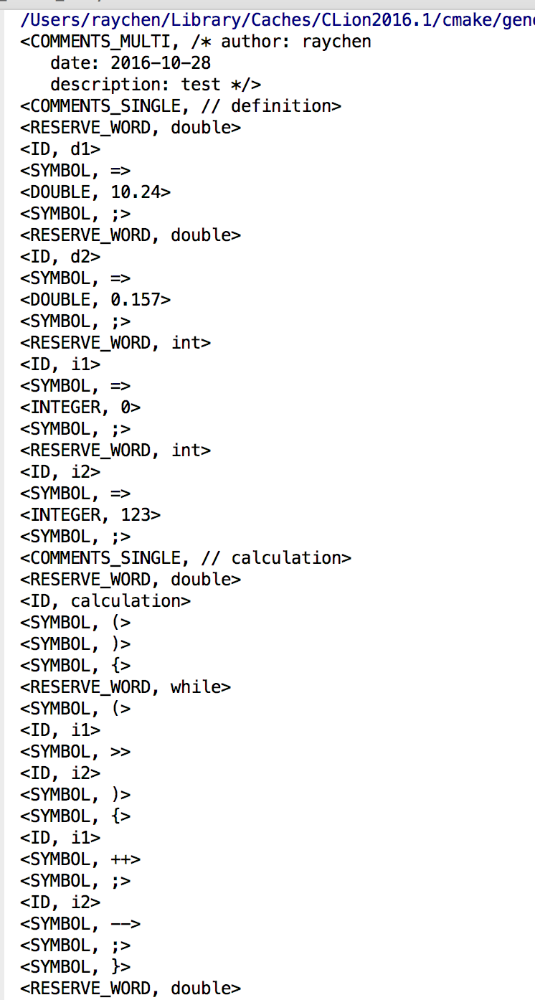 /Users/raychen/Library/Caches/CLion2016.1/cmake/gene
<COMMENTS_MULTI, /* author: raychen
   date: 2016-10-28
   description: test */>
<COMMENTS_SINGLE, // definition>
<RESERVE_WORD, double>
<ID, d1>
<SYMBOL, =>
<DOUBLE, 10.24>
<SYMBOL, ;>
<RESERVE_WORD, double>
<ID, d2>
<SYMBOL, =>
<DOUBLE, 0.157>
<SYMBOL, ;>
<RESERVE_WORD, int>
<ID, i1>
<SYMBOL, =>
<INTEGER, 0>
<SYMBOL, ;>
<RESERVE_WORD, int>
<ID, i2>
<SYMBOL, =>
<INTEGER, 123>
<SYMBOL, ;>
<COMMENTS_SINGLE, // calculation>
<RESERVE_WORD, double>
<ID, calculation>
<SYMBOL, (>
<SYMBOL, )>
<SYMBOL, {>
<RESERVE_WORD, while>
<SYMBOL, (>
<ID, i1>
<SYMBOL, >>
<ID, i2>
<SYMBOL, )>
<SYMBOL, {>
<ID, i1>
<SYMBOL, ++>
<SYMBOL, ;>
<ID, i2>
<SYMBOL, -->
<SYMBOL, ;>
<SYMBOL, }>
<RESERVE_WORD, double>